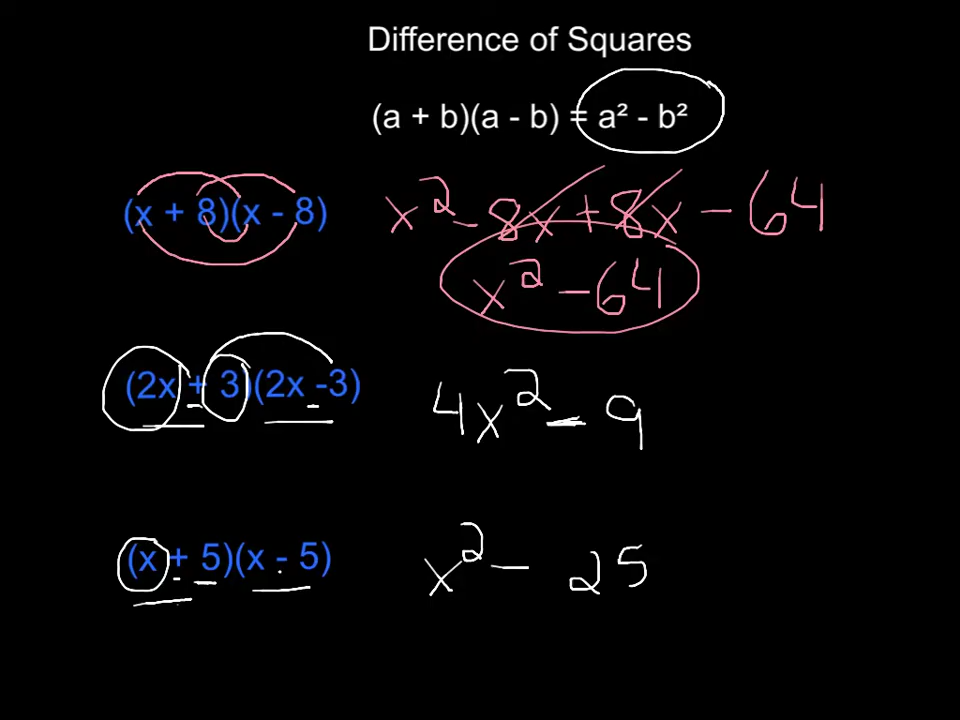 Difference of Squares
(a + b)(a - b) = a² - b²
(x + 8)(x - 8) x² - 8x + 8x - 64
x² - 64
(2x + 3)(2x -3) 4x² - 9
(x + 5)(x - 5) x² - 25